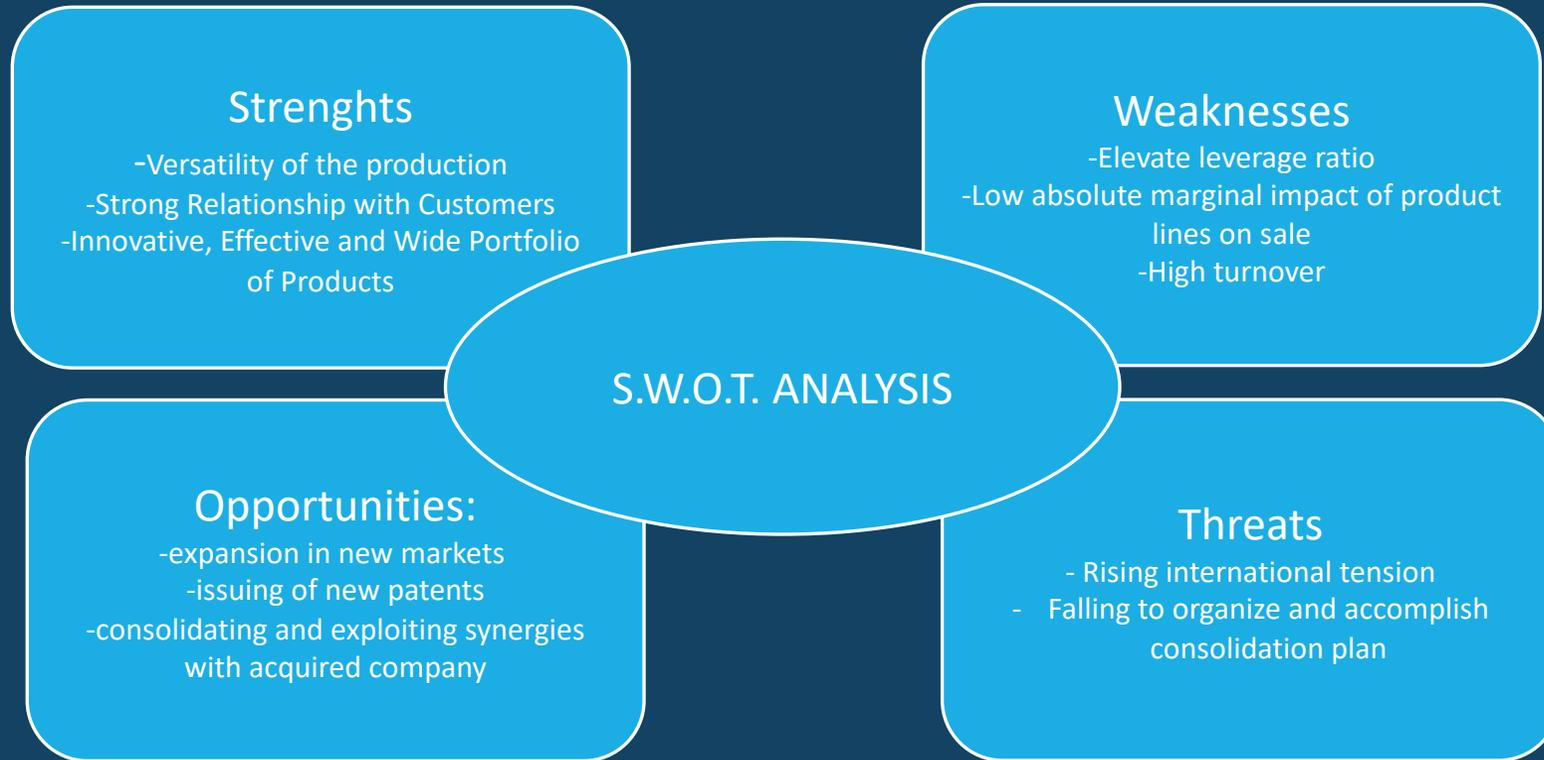 Strenghts
-Versatility of the production
-Strong Relationship with Customers
-Innovative, Effective and Wide Portfolio
of Products
Weaknesses
-Elevate leverage ratio
-Low absolute marginal impact of product
lines on sale
-High turnover
S.W.O.T. ANALYSIS
Opportunities:
-expansion in new markets
-issuing of new patents
-consolidating and exploiting synergies
with acquired company
Threats
- Rising international tension
- Falling to organize and accomplish
consolidation plan